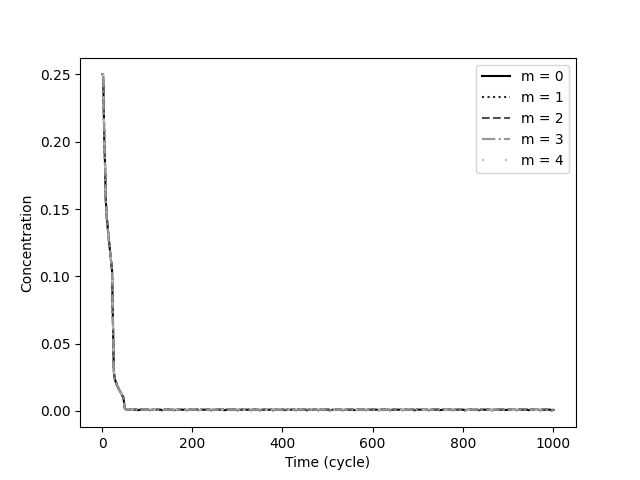 m = 0
m = 1
m = 2
m = 3
m = 4
0.25
0.20
0.15
0.10
0.05
0.00
Concentration
0 200 400 600 800 1000
Time (cycle)